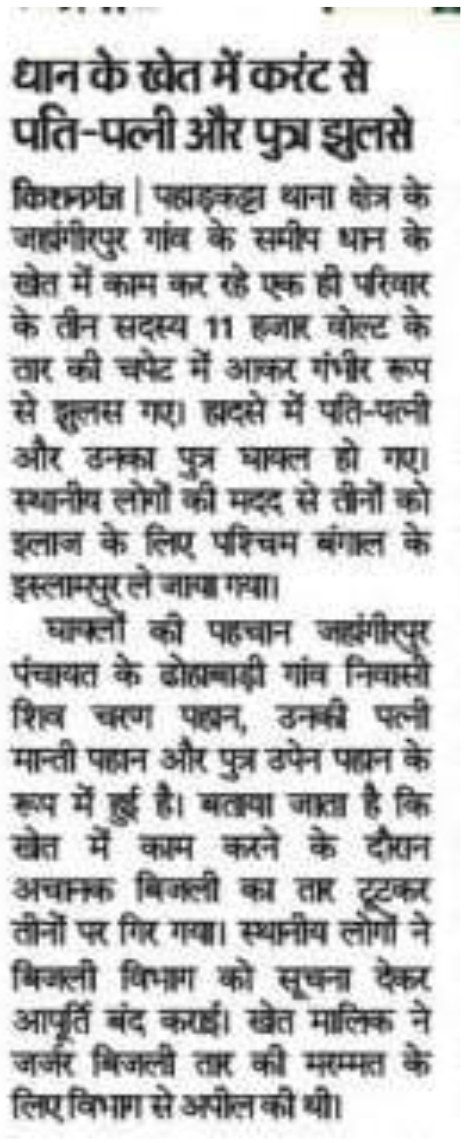 धान के खेत में करंट से
पति-पत्नी और पुत्र झुलसे
किशनगंज | पहाड़कट्टा थाना क्षेत्र के
जहांगीरपुर गांव के समीप धान के
खेत में काम कर रहे एक ही परिवार
के तीन सदस्य 11 हजार वोल्ट के
तार की चपेट में आकर गंभीर रूप
से झुलस गए। हादसे में पति-पत्नी
और उनका पुत्र घायल हो गए।
स्थानीय लोगों की मदद से तीनों को
इलाज के लिए पश्चिम बंगाल के
इस्लामपुर ले जाया गया।
घायलों की पहचान जहांगीरपुर
पंचायत के ढोहाबाड़ी गांव निवासी
शिव चरण पहान, उनकी पत्नी
मान्ती पहान और पुत्र उपेन पहान के
रूप में हुई है। बताया जाता है कि
खेत में काम करने के दौरान
अचानक बिजली का तार टूटकर
तीनों पर गिर गया। स्थानीय लोगों ने
बिजली विभाग को सूचना देकर
आपूर्ति बंद कराई। खेत मालिक ने
जर्जर बिजली तार की मरम्मत के
लिए विभाग से अपील की थी।